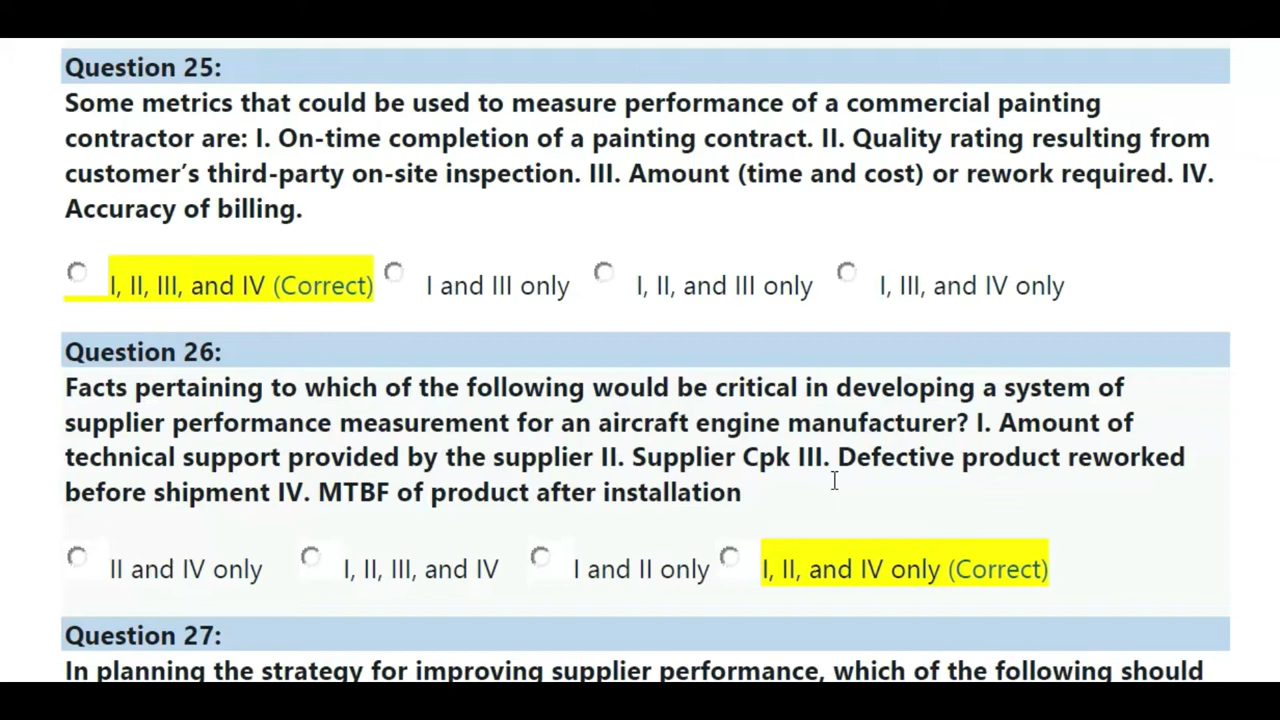 Question 25:
Some metrics that could be used to measure performance of a commercial painting
contractor are: I. On-time completion of a painting contract. II. Quality rating resulting from
customer’s third-party on-site inspection. III. Amount (time and cost) or rework required. IV.
Accuracy of billing.
I, II, III, and IV (Correct) I and III only I, II, and III only I, III, and IV only
Question 26:
Facts pertaining to which of the following would be critical in developing a system of
supplier performance measurement for an aircraft engine manufacturer? I. Amount of
technical support provided by the supplier II. Supplier Cpk III. Defective product reworked
before shipment IV. MTBF of product after installation
II and IV only I, II, III, and IV I and II only I, II, and IV only (Correct)
Question 27:
In planning the strategy for improving supplier performance, which of the following should